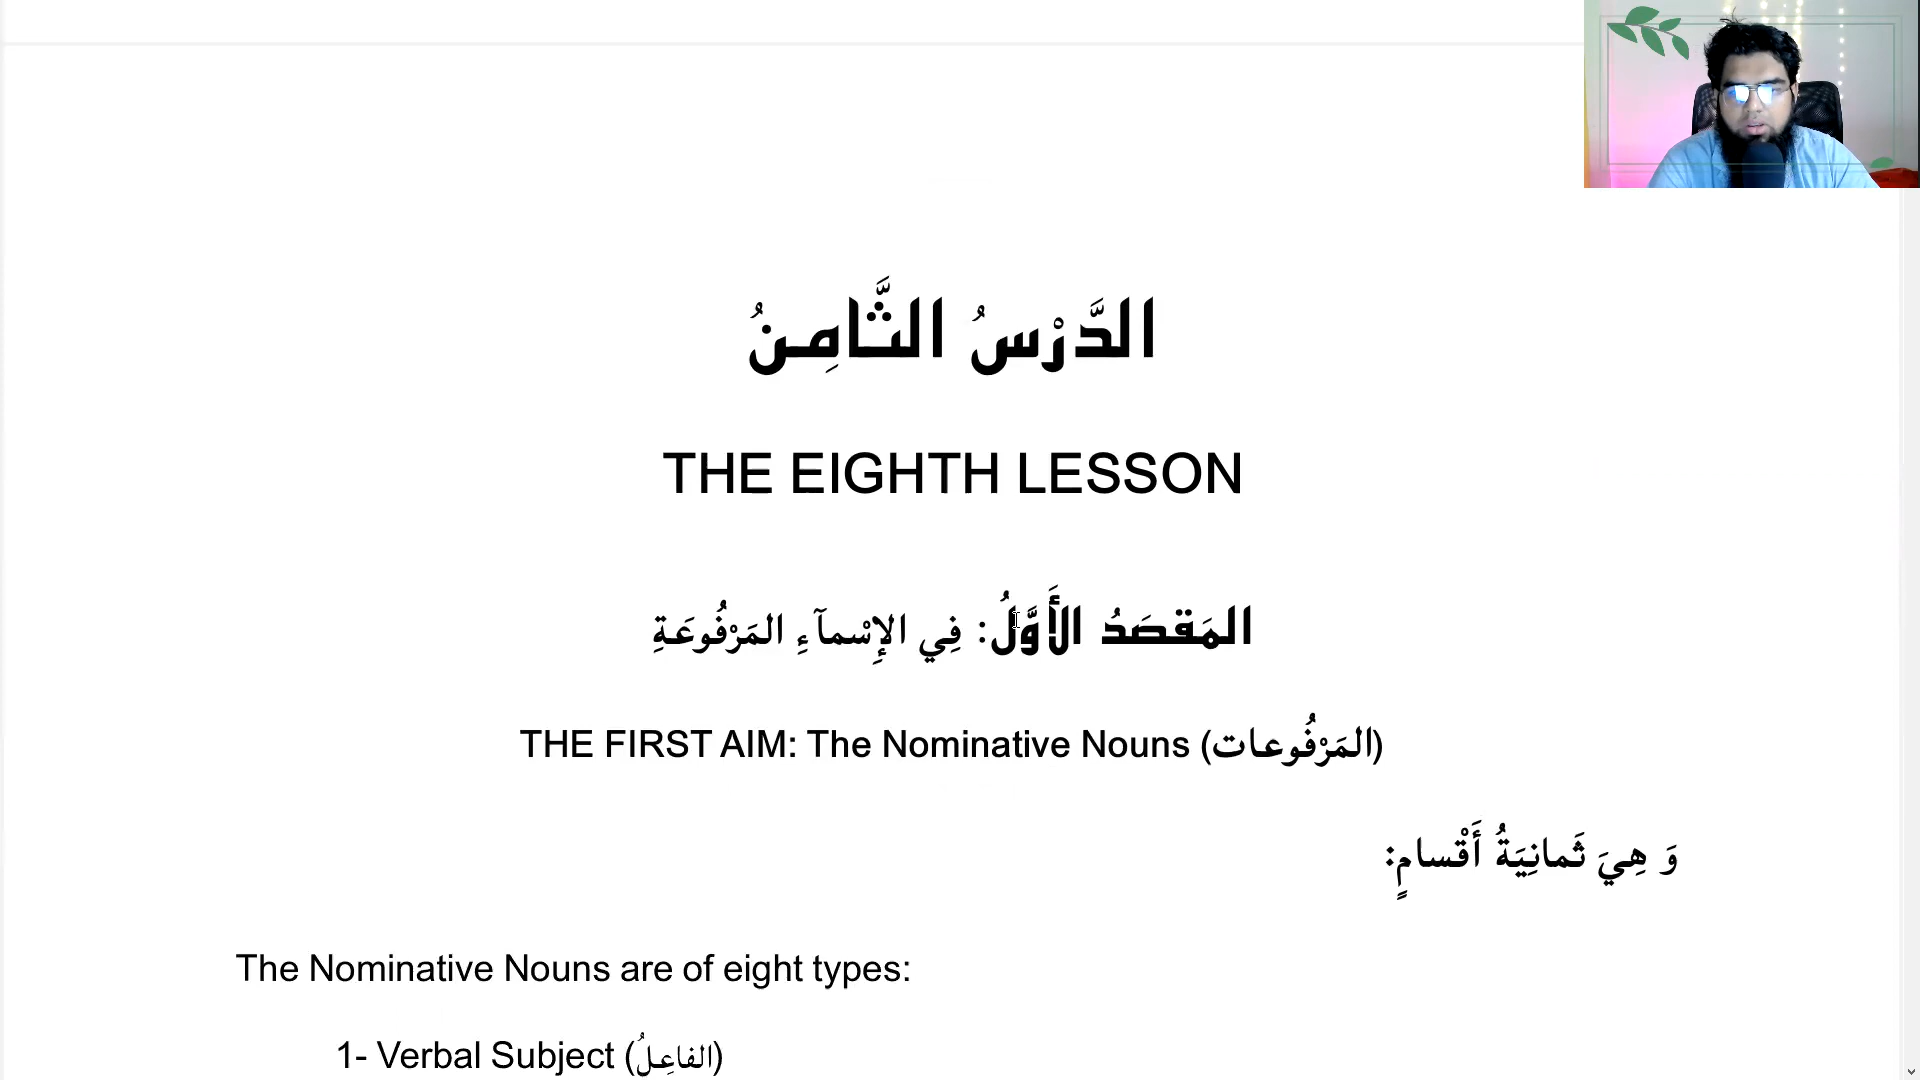 الدَّرْسُ الثَّامِنُ
THE EIGHTH LESSON
المَقصَدُ الأَوَّلُ: فِي الإِسْمآءِ المَرْفُوعَةِ
THE FIRST AIM: The Nominative Nouns (المَرْفُوعات)
وَ هِيَ ثَمانِيَةُ أَقْسامٍ:
The Nominative Nouns are of eight types:
1- Verbal Subject (الفاعِلُ)